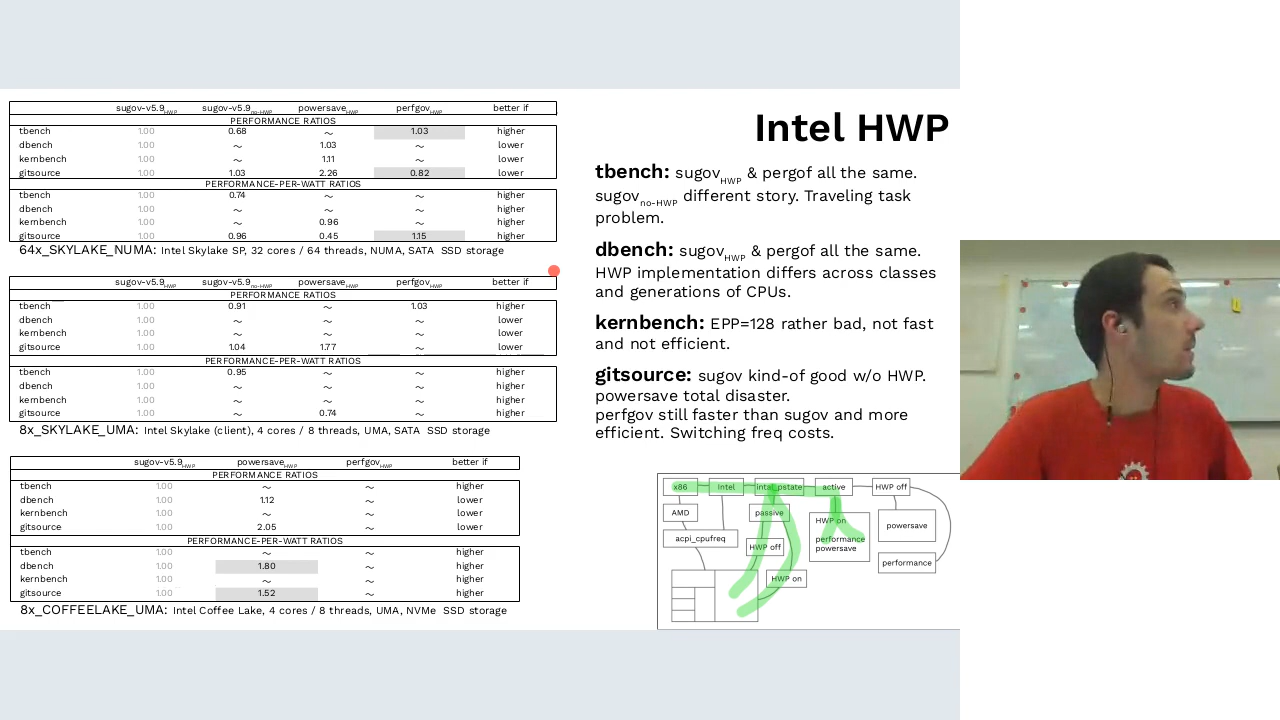 sugov-v5.9HWP sugov-v5.9no-HWP powersaveHWP perfgovHWP better if
PERFORMANCE RATIOS
tbench 1.00 0.68 ~ 1.03 higher
dbench 1.00 ~ 1.03 ~ lower
kernbench 1.00 ~ 1.11 ~ lower
gitsource 1.00 1.03 2.26 0.82 lower
PERFORMANCE-PER-WATT RATIOS
tbench 1.00 0.74 ~ ~ higher
dbench 1.00 ~ ~ ~ higher
kernbench 1.00 ~ 0.96 ~ higher
gitsource 1.00 0.96 0.45 1.15 higher
64x_SKYLAKE_NUMA: Intel Skylake SP, 32 cores / 64 threads, NUMA, SATA SSD storage
sugov-v5.9HWP sugov-v5.9no-HWP powersaveHWP perfgovHWP better if
PERFORMANCE RATIOS
tbench 1.00 0.91 ~ 1.03 higher
dbench 1.00 ~ ~ ~ lower
kernbench 1.00 ~ ~ ~ lower
gitsource 1.00 1.04 1.77 ~ lower
PERFORMANCE-PER-WATT RATIOS
tbench 1.00 0.95 ~ ~ higher
dbench 1.00 ~ ~ ~ higher
kernbench 1.00 ~ ~ ~ higher
gitsource 1.00 ~ 0.74 ~ higher
8x_SKYLAKE_UMA: Intel Skylake (client), 4 cores / 8 threads, UMA, SATA SSD storage
sugov-v5.9HWP powersaveHWP perfgovHWP better if
PERFORMANCE RATIOS
tbench 1.00 ~ ~ higher
dbench 1.00 1.12 ~ lower
kernbench 1.00 ~ ~ lower
gitsource 1.00 2.05 ~ lower
PERFORMANCE-PER-WATT RATIOS
tbench 1.00 ~ ~ higher
dbench 1.00 1.80 ~ higher
kernbench 1.00 ~ ~ higher
gitsource 1.00 1.52 ~ higher
8x_COFFEELAKE_UMA: Intel Coffee Lake, 4 cores / 8 threads, UMA, NVMe SSD storage
Intel HWP
tbench: sugovHWP & pergof all the same.
sugovno-HWP different story. Traveling task
problem.
dbench: sugovHWP & pergof all the same.
HWP implementation differs across classes
and generations of CPUs.
kernbench: EPP=128 rather bad, not fast
and not efficient.
gitsource: sugov kind-of good w/o HWP.
powersave total disaster.
perfgov still faster than sugov and more
efficient. Switching freq costs.
x86 Intel intel_pstate active HWP off
AMD passive HWP on powersave
acpi_cpufreq performance
HWP off powersave performance
HWP on